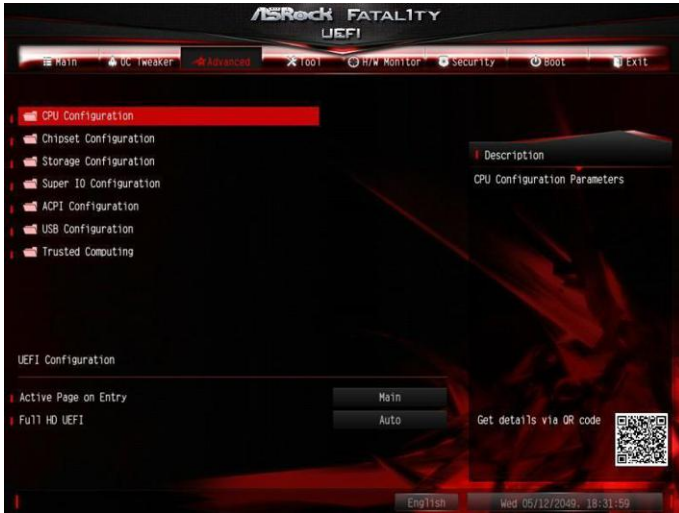 ASRock FATAL1TY
UEFI
Main OC Tweaker Advanced Tool H/W Monitor Security Boot Exit
CPU Configuration
Chipset Configuration
Storage Configuration
Super IO Configuration
ACPI Configuration
USB Configuration
Trusted Computing
Description
CPU Configuration Parameters
UEFI Configuration
Active Page on Entry Main
Full HD UEFI Auto
Get details via QR code
English Wed 05/12/2049, 18:31:59